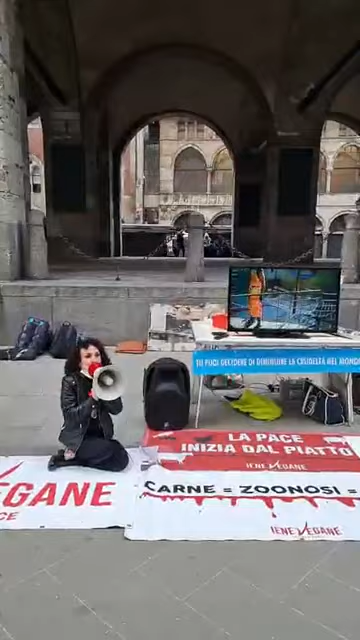 TU PUOI DECIDERE DI DIMINUIRE LA CRUDELTÀ NEL MONDO
LA PACE
INIZIA DAL PIATTO
IENE VEGANE
EGANE
CARNE = ZOONOSI =
IENE VEGANE